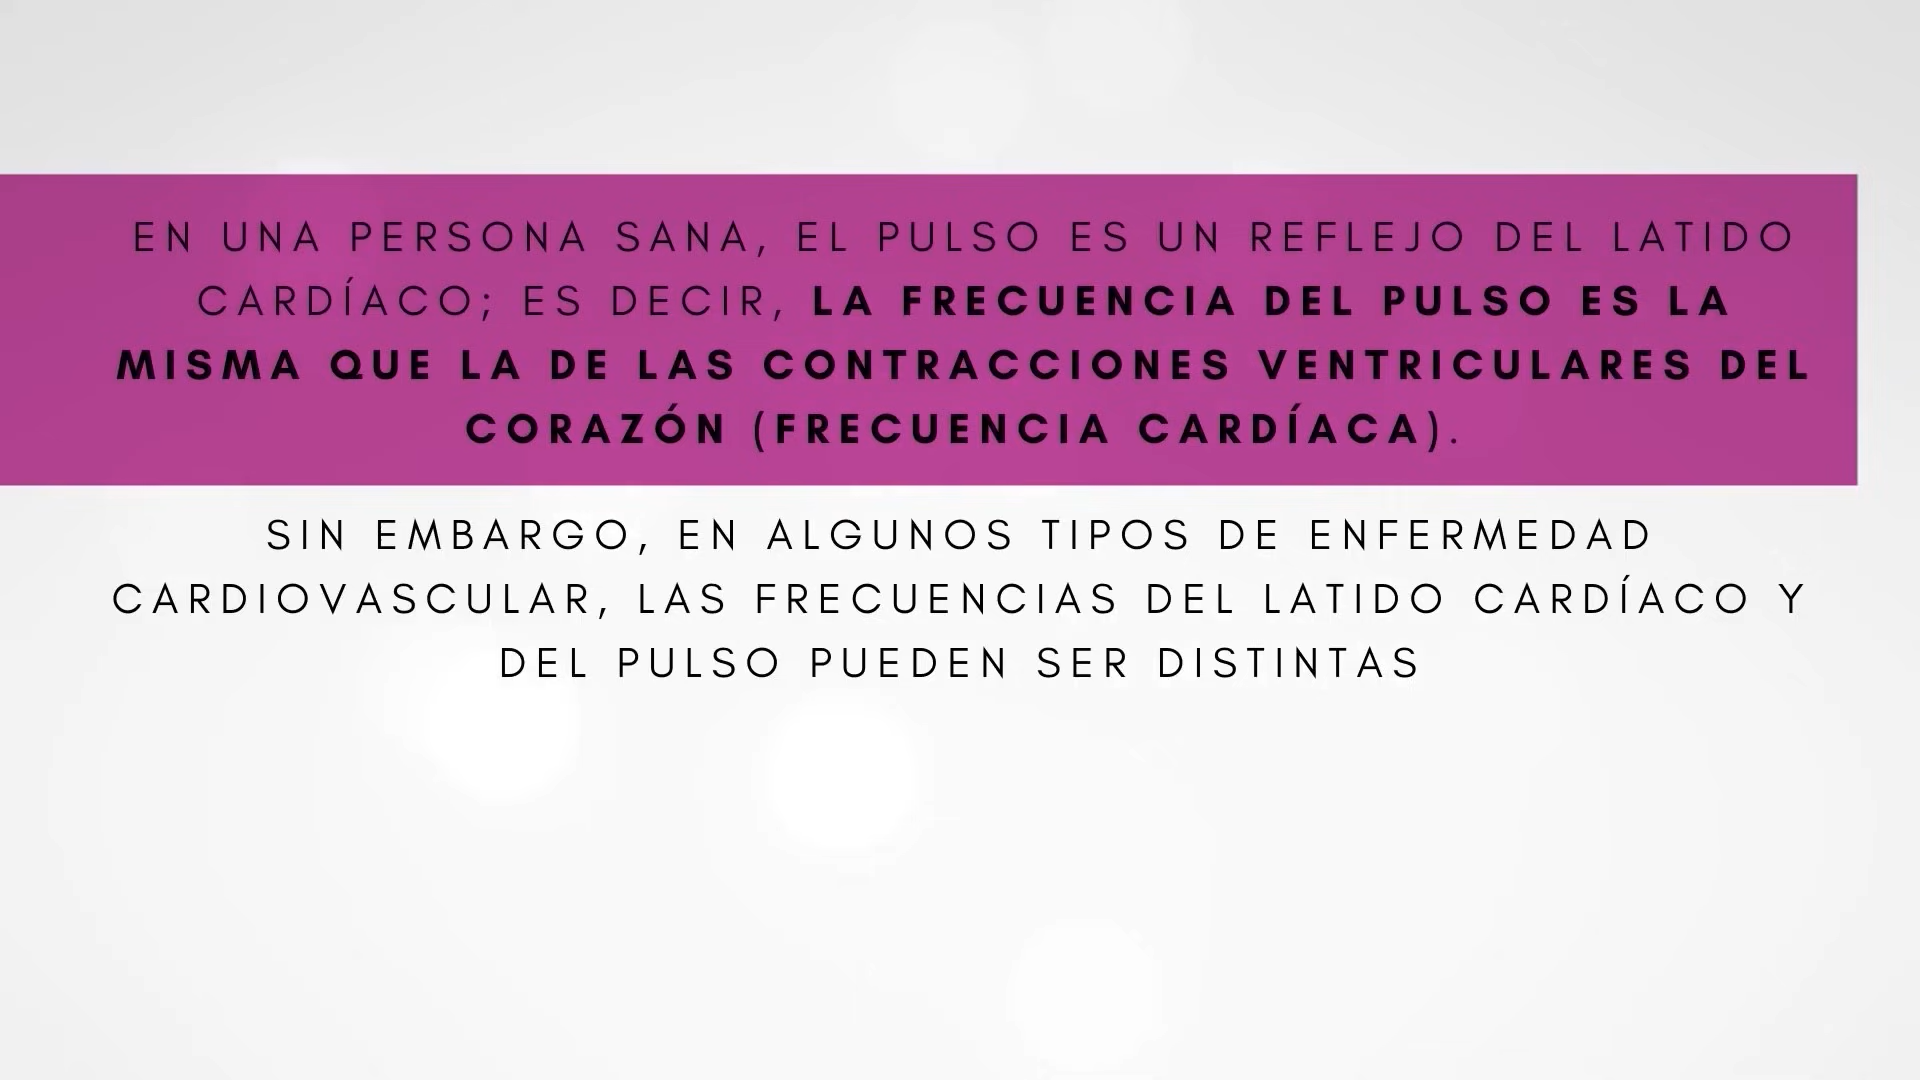 EN UNA PERSONA SANA, EL PULSO ES UN REFLEJO DEL LATIDO
CARDÍACO; ES DECIR, LA FRECUENCIA DEL PULSO ES LA
MISMA QUE LA DE LAS CONTRACCIONES VENTRICULARES DEL
CORAZÓN (FRECUENCIA CARDÍACA).
SIN EMBARGO, EN ALGUNOS TIPOS DE ENFERMEDAD
CARDIOVASCULAR, LAS FRECUENCIAS DEL LATIDO CARDÍACO Y
DEL PULSO PUEDEN SER DISTINTAS